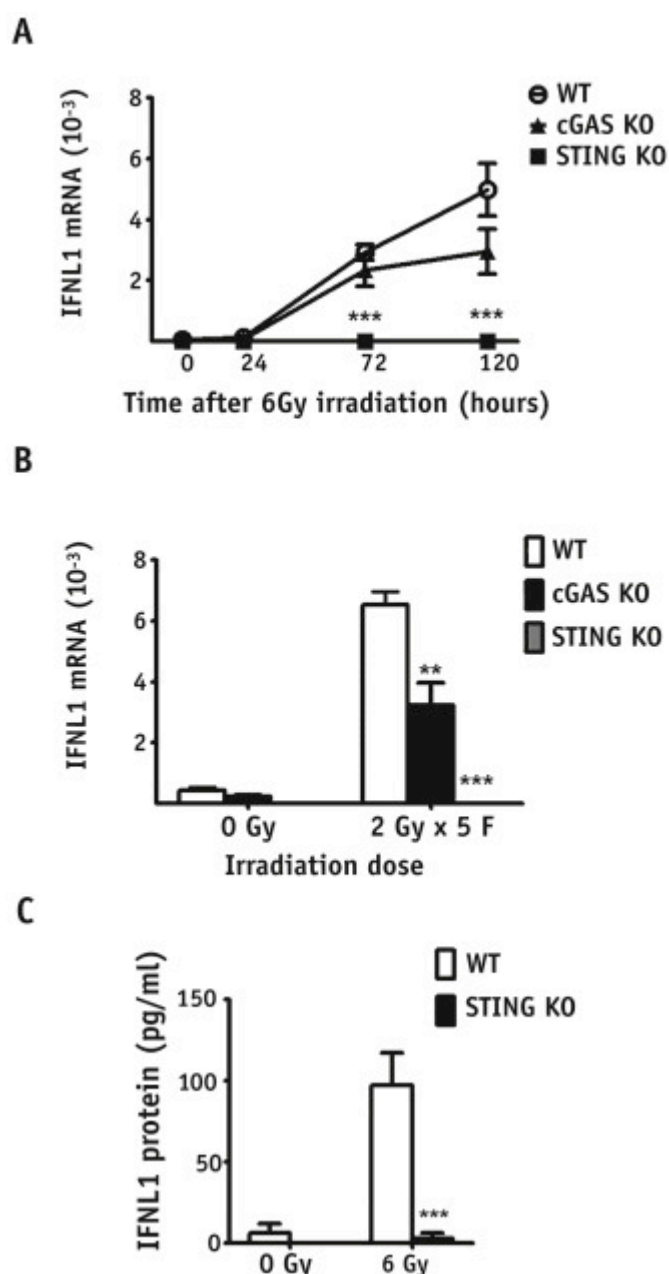 A
IFNL1 mRNA (10⁻³)
8
6
4
2
WT
cGAS KO
STING KO
***
***
0
24
72
120
Time after 6Gy irradiation (hours)
B
IFNL1 mRNA (10⁻³)
8
6
4
2
WT
cGAS KO
STING KO
**
***
0 Gy
2 Gy x 5 F
Irradiation dose
C
IFNL1 protein (pg/ml)
150
100
50
0
WT
STING KO
***
0 Gy
6 Gy